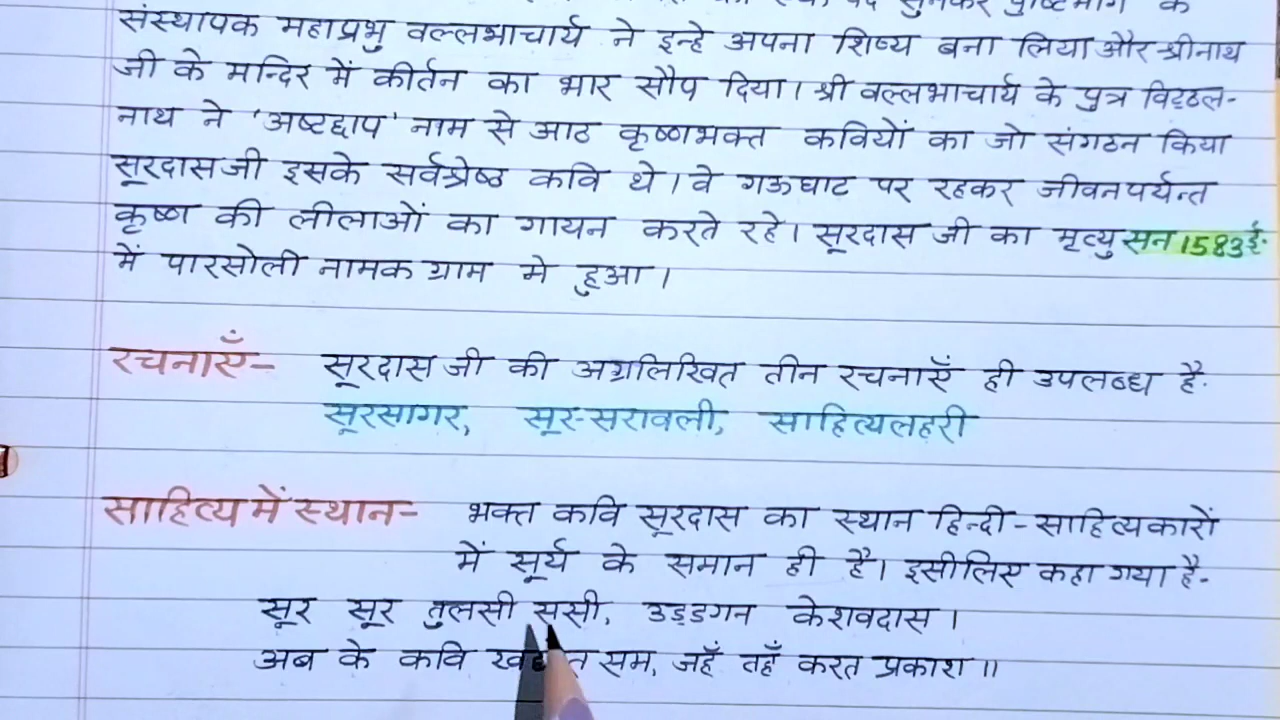 सुनकर पुष्टिमार्ग के
संस्थापक महाप्रभु वल्लभाचार्य ने इन्हे अपना शिष्य बना लिया और श्रीनाथ
जी के मन्दिर में कीर्तन का भार सौप दिया। श्री वल्लभाचार्य के पुत्र विट्ठल-
नाथ ने 'अष्टछाप' नाम से आठ कृष्णभक्त कवियों का जो संगठन किया
सूरदास जी इसके सर्वश्रेष्ठ कवि थे। वे गऊघाट पर रहकर जीवनपर्यन्त
कृष्ण की लीलाओं का गायन करते रहे। सूरदास जी का मृत्यु सन 1583 ई.
में पारसोली नामक ग्राम मे हुआ।
रचनाएँ- सूरदास जी की अग्रलिखित तीन रचनाएँ ही उपलब्ध है.
सूरसागर, सूर-सरावली, साहित्यलहरी
साहित्य में स्थान- भक्त कवि सूरदास का स्थान हिन्दी-साहित्यकारों
में सूर्य के समान ही है। इसीलिए कहा गया है-
सूर सूर तुलसी ससी, उड्डगन केशवदास।
अब के कवि सम, जहँ तहँ करत प्रकाश॥